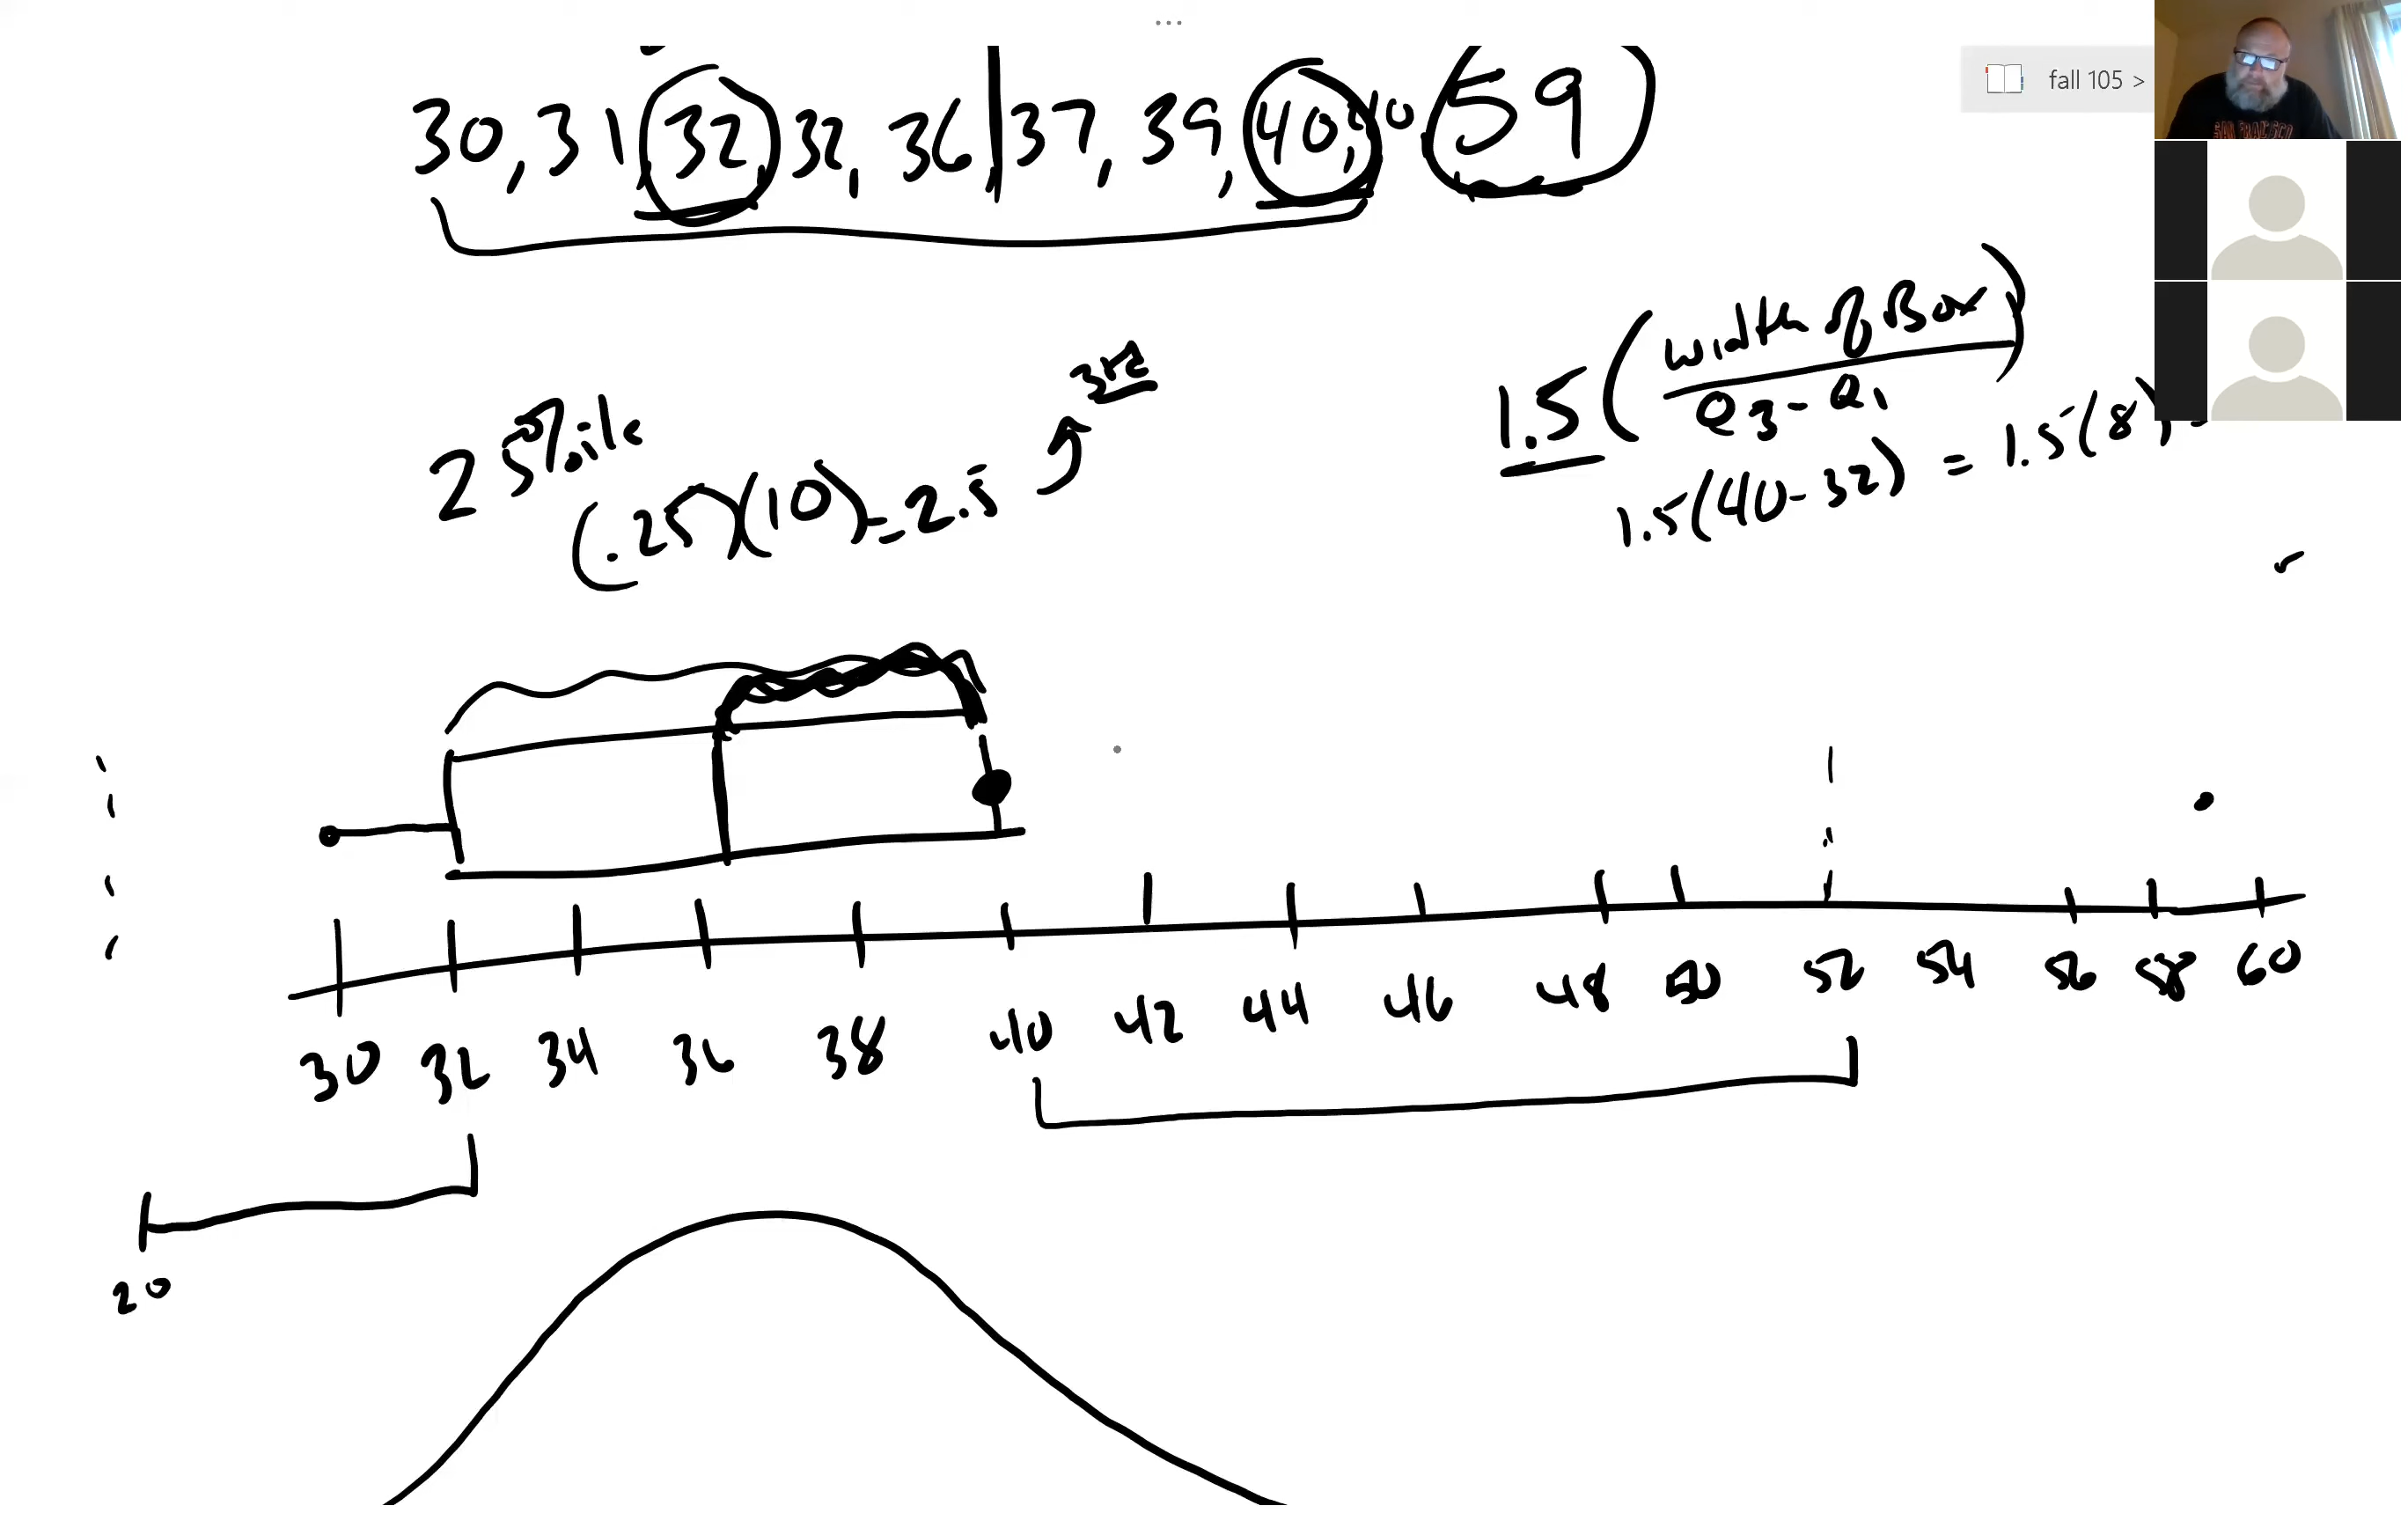 30, 31, 32, 32, 36, 37, 39, 40, 40 59
fall 105 >
SAN FRANCISCO
25%ile
(.25)(10) = 2.5
3rd
1.5 (width of Box)
Q3 - Q1
1.5(40-32) = 1.5(8)
30 32 34 36 38 40 42 44 46 48 50 52 54 56 58 60
20